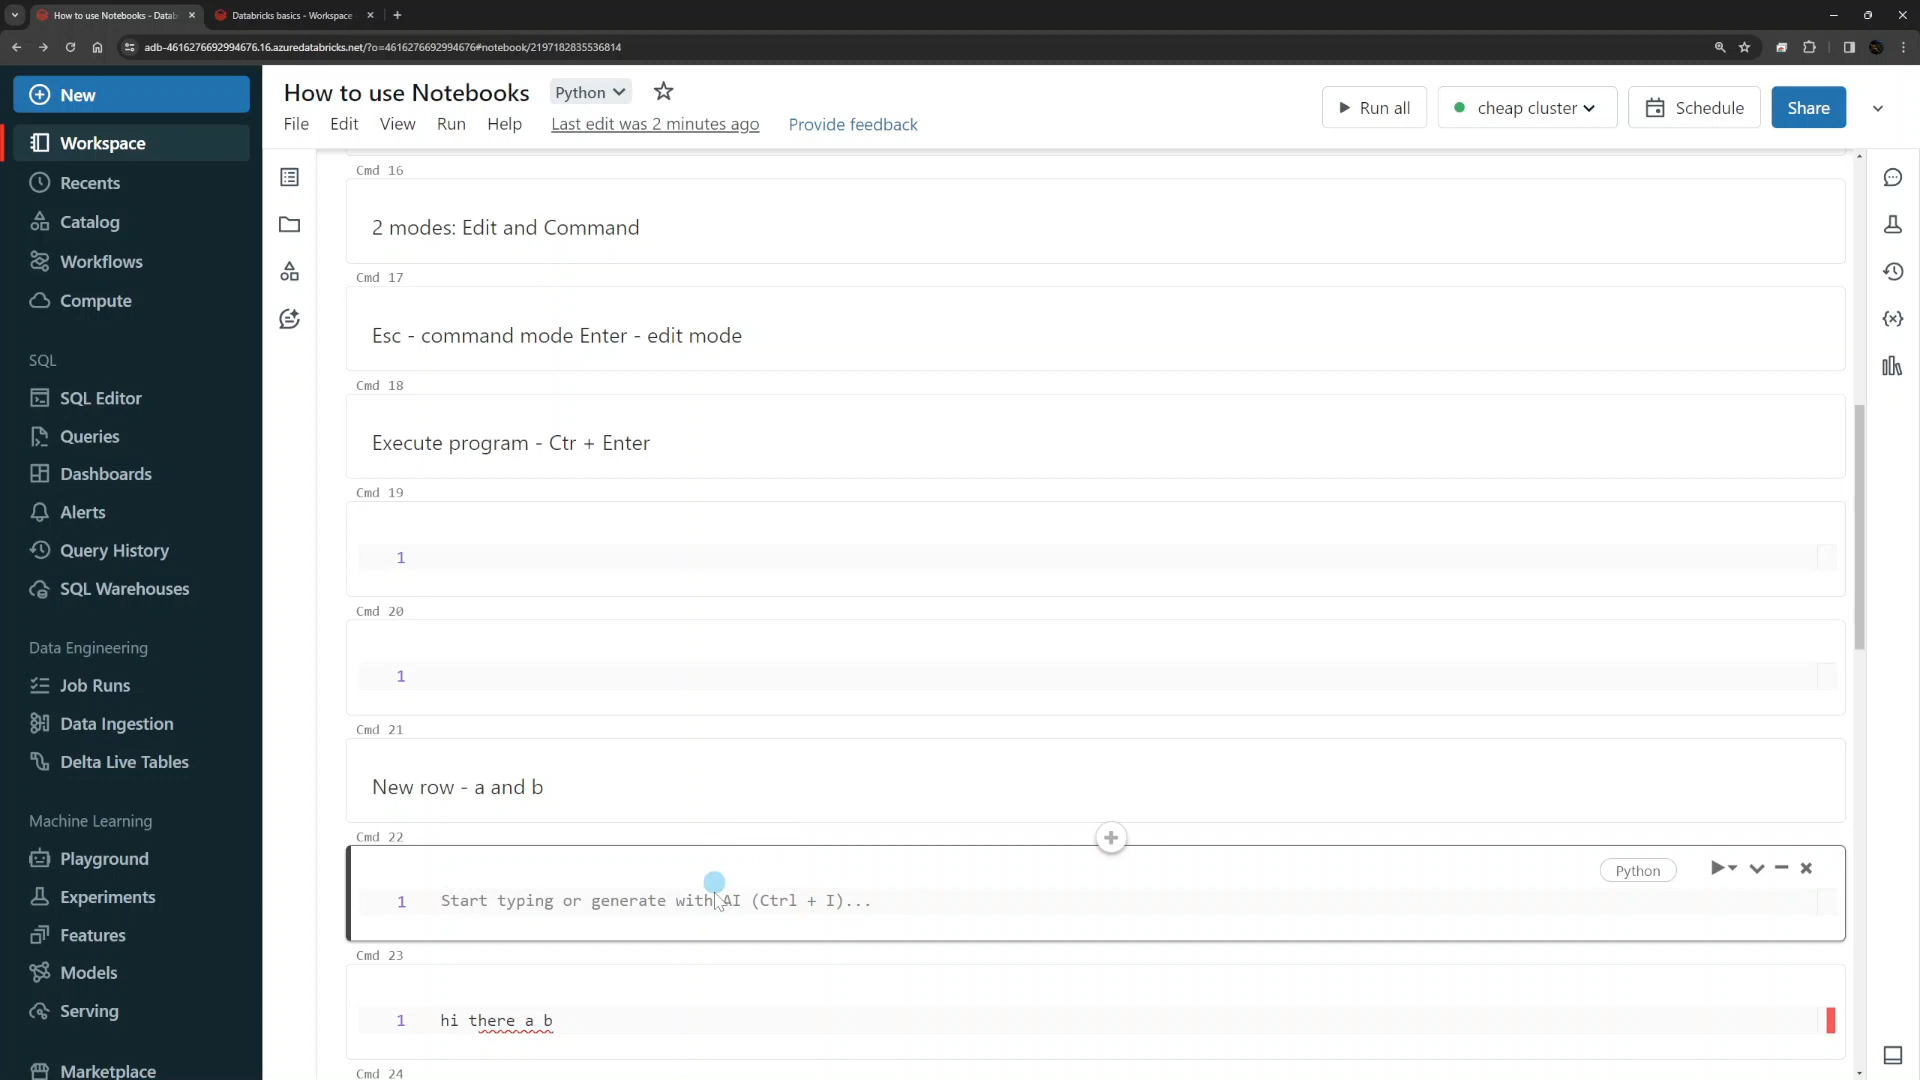 How to use Notebooks - Datab
Databricks basics - Workspace
adb-4616276692994676.16.azuredatabricks.net/?o=4616276692994676#notebook/2197182835536814
New
Workspace
Recents
Catalog
Workflows
Compute
SQL
SQL Editor
Queries
Dashboards
Alerts
Query History
SQL Warehouses
Data Engineering
Job Runs
Data Ingestion
Delta Live Tables
Machine Learning
Playground
Experiments
Features
Models
Serving
Marketplace
How to use Notebooks
Python
File Edit View Run Help Last edit was 2 minutes ago Provide feedback
Run all
cheap cluster
Schedule
Share
Cmd 16
2 modes: Edit and Command
Cmd 17
Esc - command mode Enter - edit mode
Cmd 18
Execute program - Ctr + Enter
Cmd 19
1
Cmd 20
1
Cmd 21
New row - a and b
Cmd 22
Python
1 Start typing or generate with AI (Ctrl + I)...
Cmd 23
1 hi there a b
Cmd 24